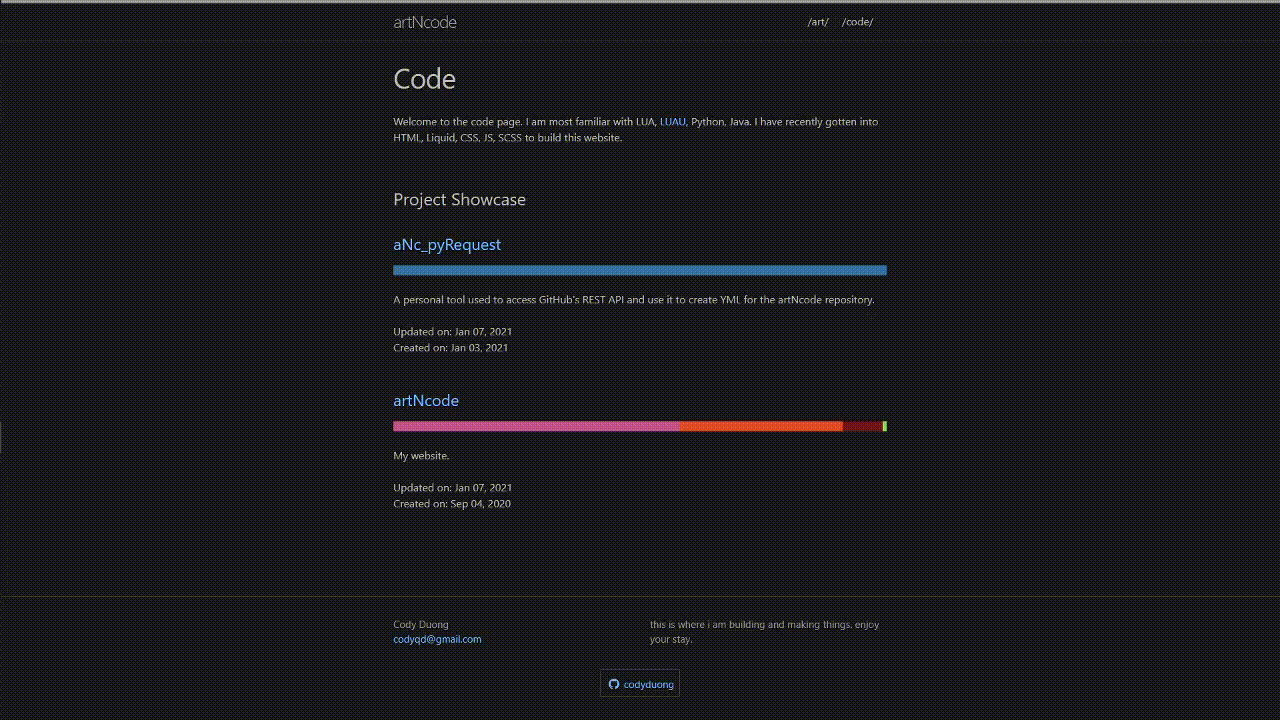 artNcode
/art/ /code/
Code
Welcome to the code page. I am most familiar with LUA, LUAU, Python, Java. I have recently gotten into
HTML, Liquid, CSS, JS, SCSS to build this website.
Project Showcase
aNc_pyRequest
A personal tool used to access GitHub's REST API and use it to create YML for the artNcode repository.
Updated on: Jan 07, 2021
Created on: Jan 03, 2021
artNcode
My website.
Updated on: Jan 07, 2021
Created on: Sep 04, 2020
Cody Duong
codyqd@gmail.com
this is where i am building and making things. enjoy
your stay.
codyduong